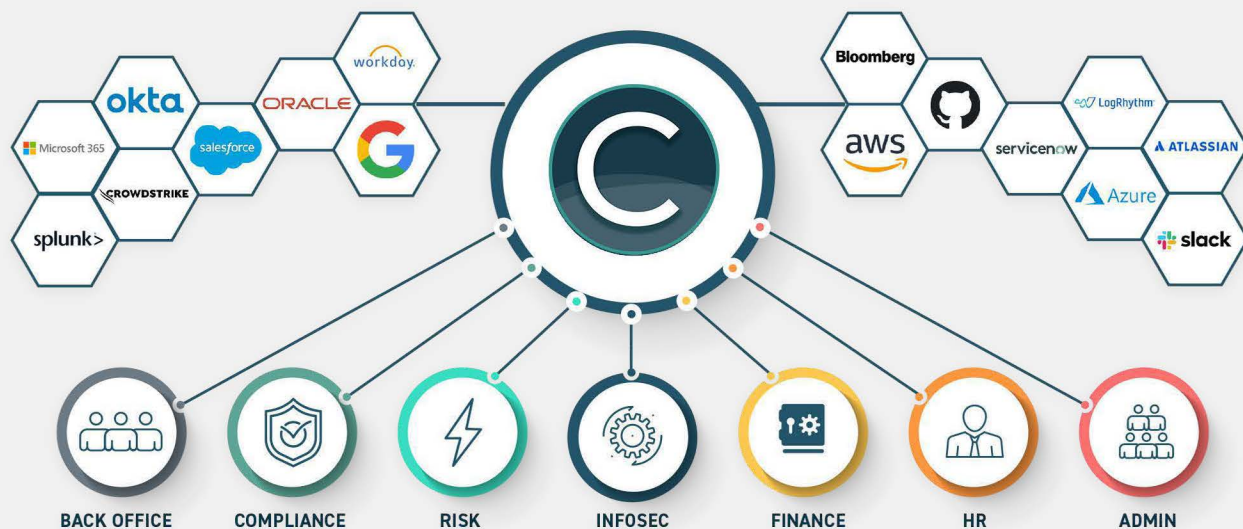 workday.
okta
ORACLE
Microsoft 365
salesforce
G
CROWDSTRIKE
splunk>
C
Bloomberg
aws
LogRhythm
servicenow
ATLASSIAN
Azure
slack
BACK OFFICE
COMPLIANCE
RISK
INFOSEC
FINANCE
HR
ADMIN